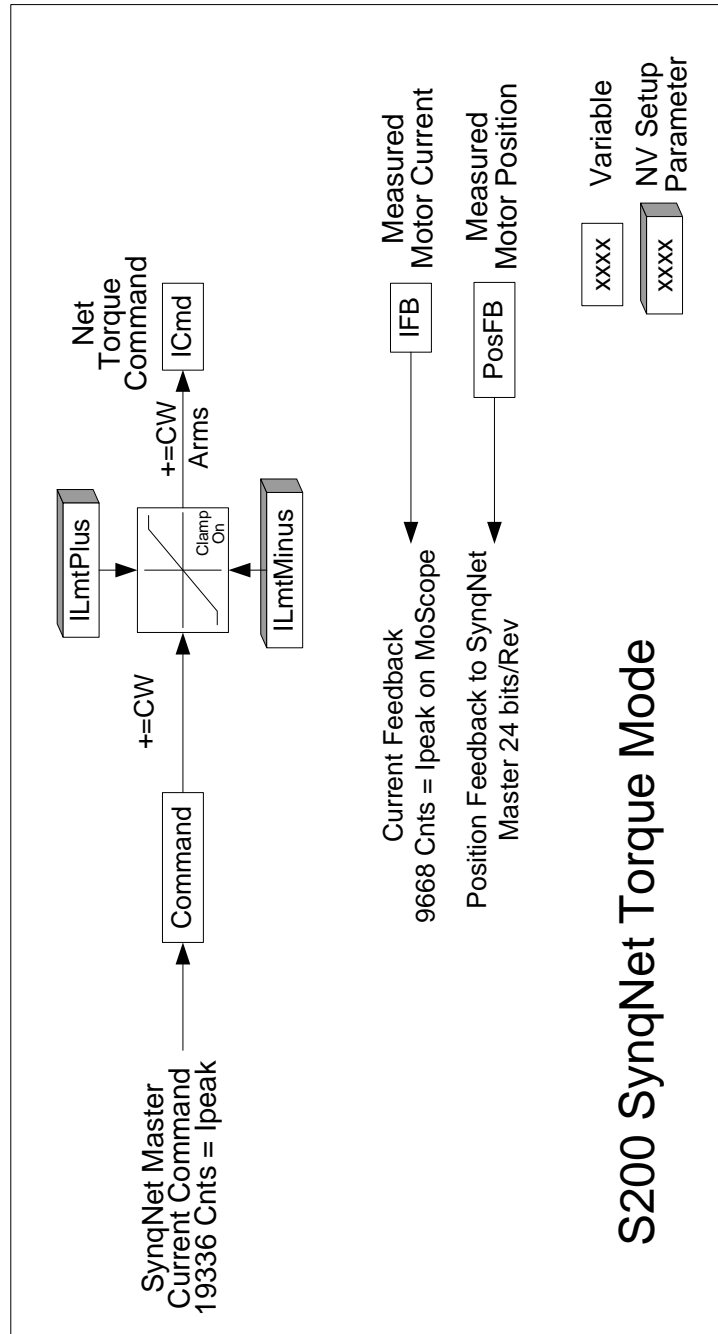 SynqNet Master
Current Command
19336 Cnts = Ipeak
Command
+=CW
ILmtPlus
Clamp
On
ILmtMinus
+=CW
Arms
Net
Torque
Command
ICmd
Current Feedback
9668 Cnts = Ipeak on MoScope
IFB
Measured
Motor Current
Position Feedback to SynqNet
Master 24 bits/Rev
PosFB
Measured
Motor Position
S200 SynqNet Torque Mode
xxxx
Variable
xxxx
NV Setup
Parameter